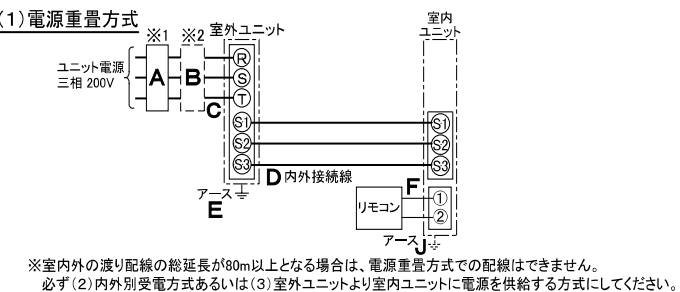 (1)電源重畳方式
※1 ※2 室外ユニット
室内
ユニット
ユニット電源
三相 200V
A B
R
S
T
C
S1 S1
S2 S2
S3 S3
D 内外接続線
アース
E
F
リモコン
①
②
アース J
※室内外の渡り配線の総延長が80m以上となる場合は、電源重畳方式での配線はできません。
必ず(2)内外別受電方式あるいは(3)室外ユニットより室内ユニットに電源を供給する方式にしてください。